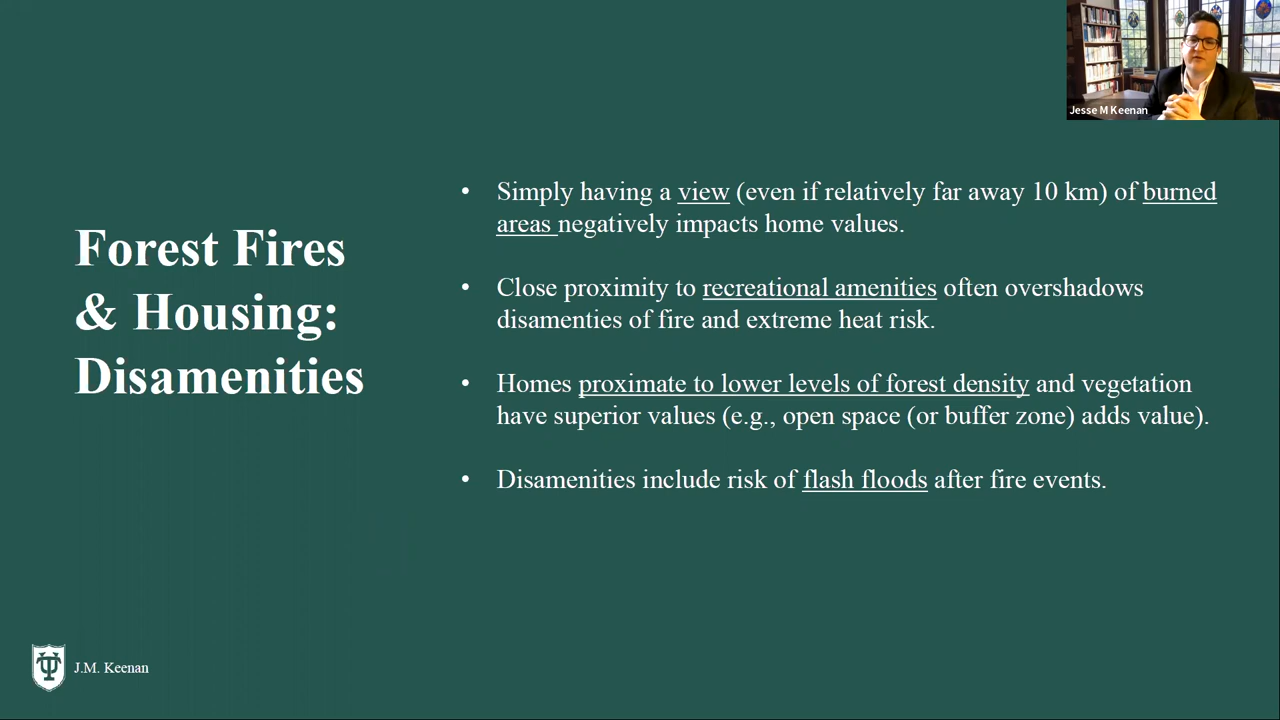 Jesse M Keenan
Forest Fires
& Housing:
Disamenities
• Simply having a view (even if relatively far away 10 km) of burned
areas negatively impacts home values.
• Close proximity to recreational amenities often overshadows
disamenties of fire and extreme heat risk.
• Homes proximate to lower levels of forest density and vegetation
have superior values (e.g., open space (or buffer zone) adds value).
• Disamenities include risk of flash floods after fire events.
J.M. Keenan